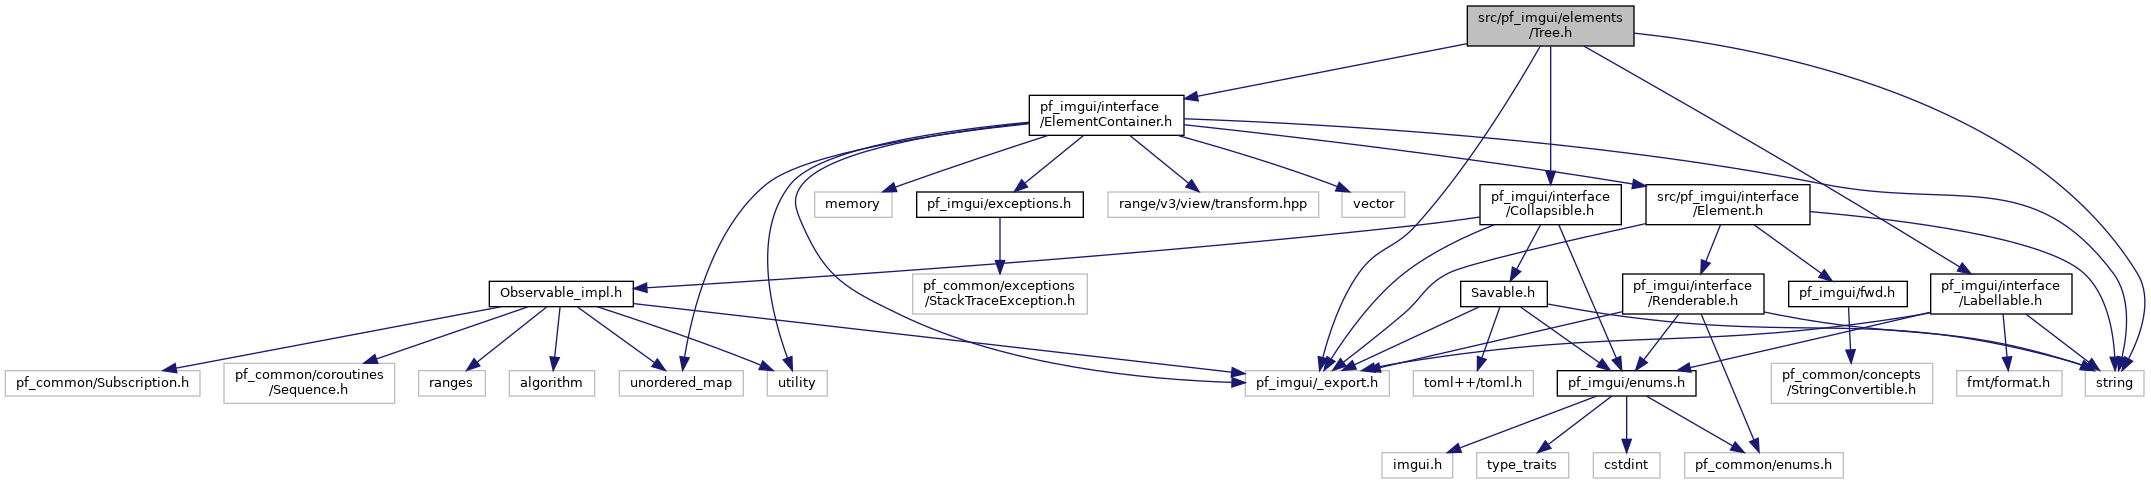 src/pf_imgui/elements
/Tree.h
pf_imgui/interface
/ElementContainer.h
memory
pf_imgui/exceptions.h
range/v3/view/transform.hpp
vector
pf_imgui/interface
/Collapsible.h
src/pf_imgui/interface
/Element.h
pf_common/exceptions
/StackTraceException.h
Observable_impl.h
Savable.h
pf_imgui/interface
/Renderable.h
pf_imgui/fwd.h
pf_imgui/interface
/Labellable.h
pf_common/Subscription.h
pf_common/coroutines
/Sequence.h
ranges
algorithm
unordered_map
utility
pf_imgui/_export.h
toml++/toml.h
pf_imgui/enums.h
pf_common/concepts
/StringConvertible.h
fmt/format.h
string
imgui.h
type_traits
cstdint
pf_common/enums.h